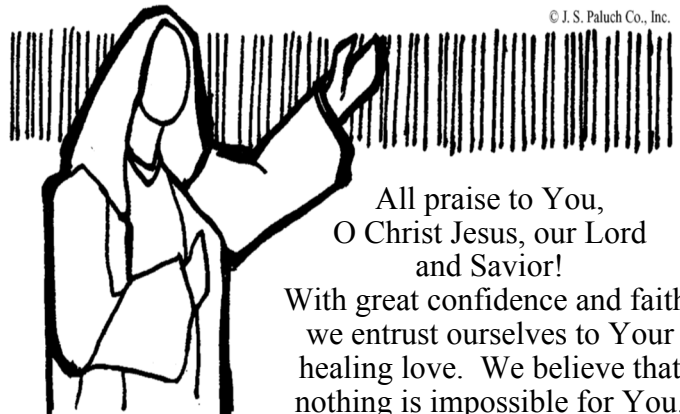 © J. S. Paluch Co., Inc.
All praise to You,
O Christ Jesus, our Lord
and Savior!
With great confidence and faith
we entrust ourselves to Your
healing love.  We believe that
nothing is impossible for You.